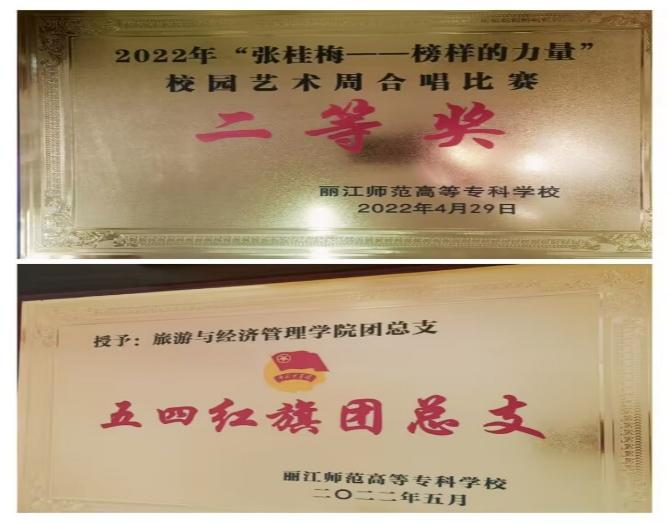 2022年“张桂梅——榜样的力量”
校园艺术周合唱比赛
二等奖
丽江师范高等专科学校
2022年4月29日
授予：旅游与经济管理学院团总支
五四红旗团总支
丽江师范高等专科学校
二〇二二年五月